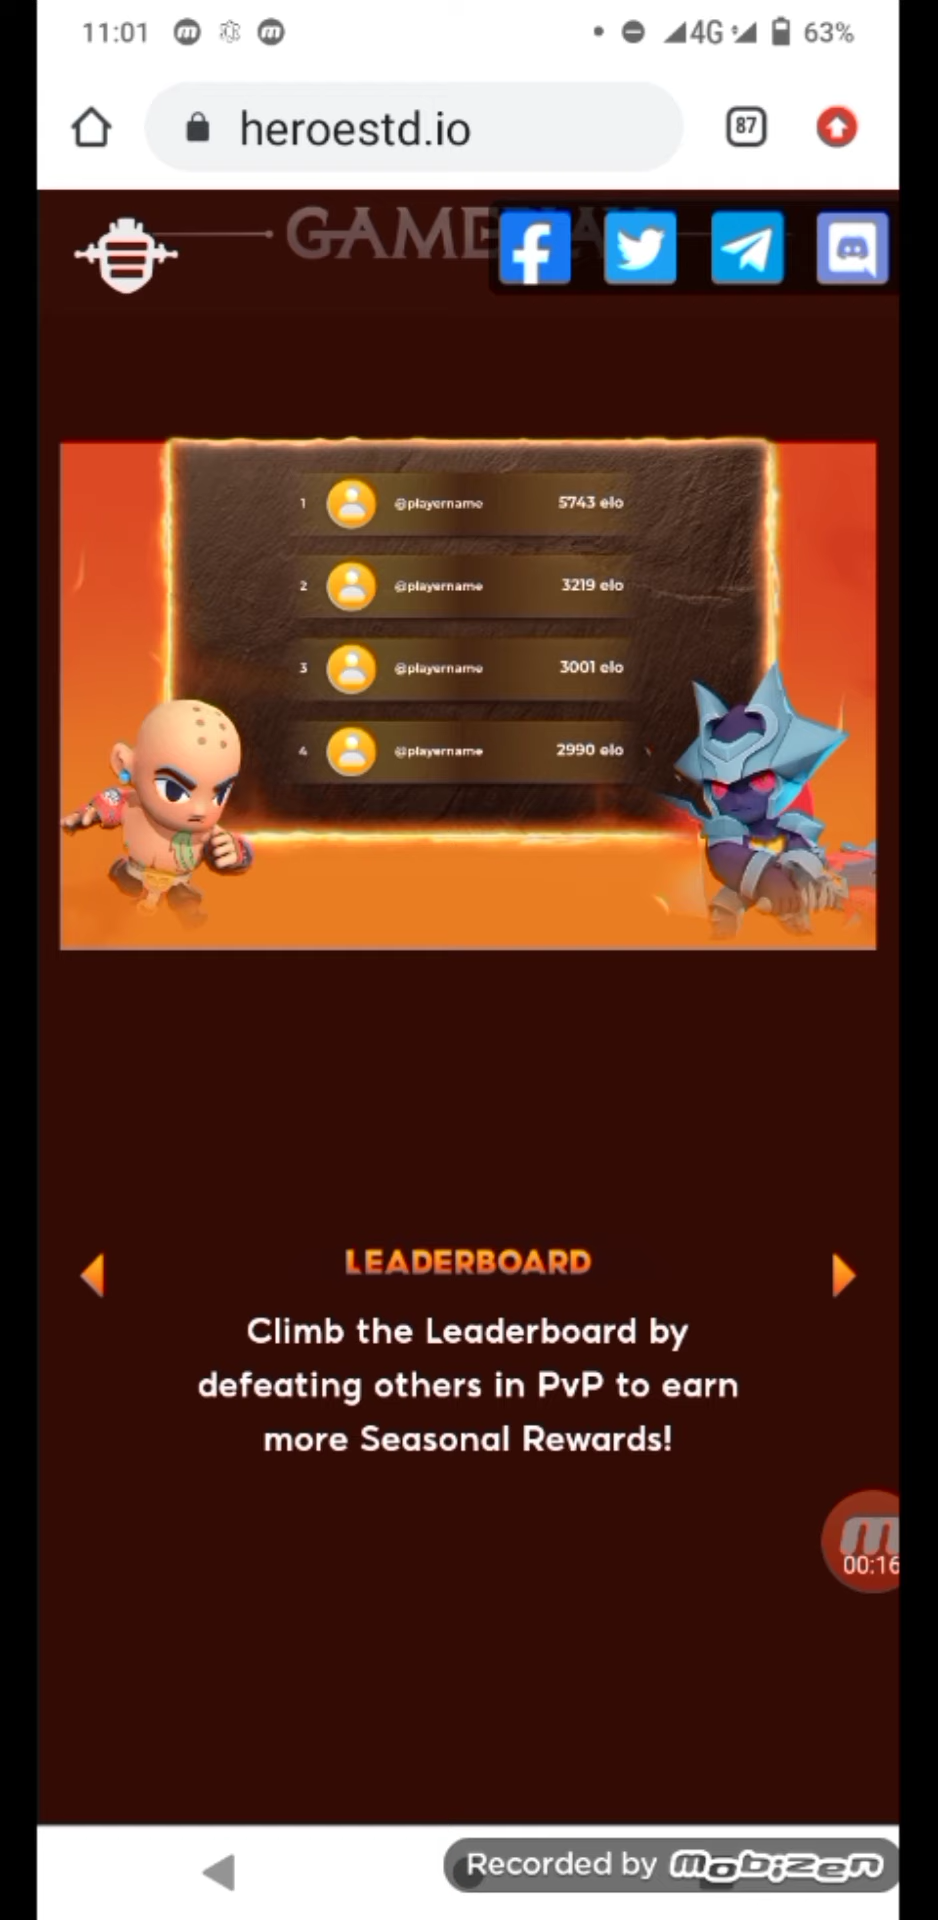 11:01
4G 63%
heroestd.io
87
GAMEPLAY
1 @playername 5743 elo
2 @playername 3219 elo
3 @playername 3001 elo
4 @playername 2990 elo
LEADERBOARD
Climb the Leaderboard by
defeating others in PvP to earn
more Seasonal Rewards!
00:16
Recorded by mobizen